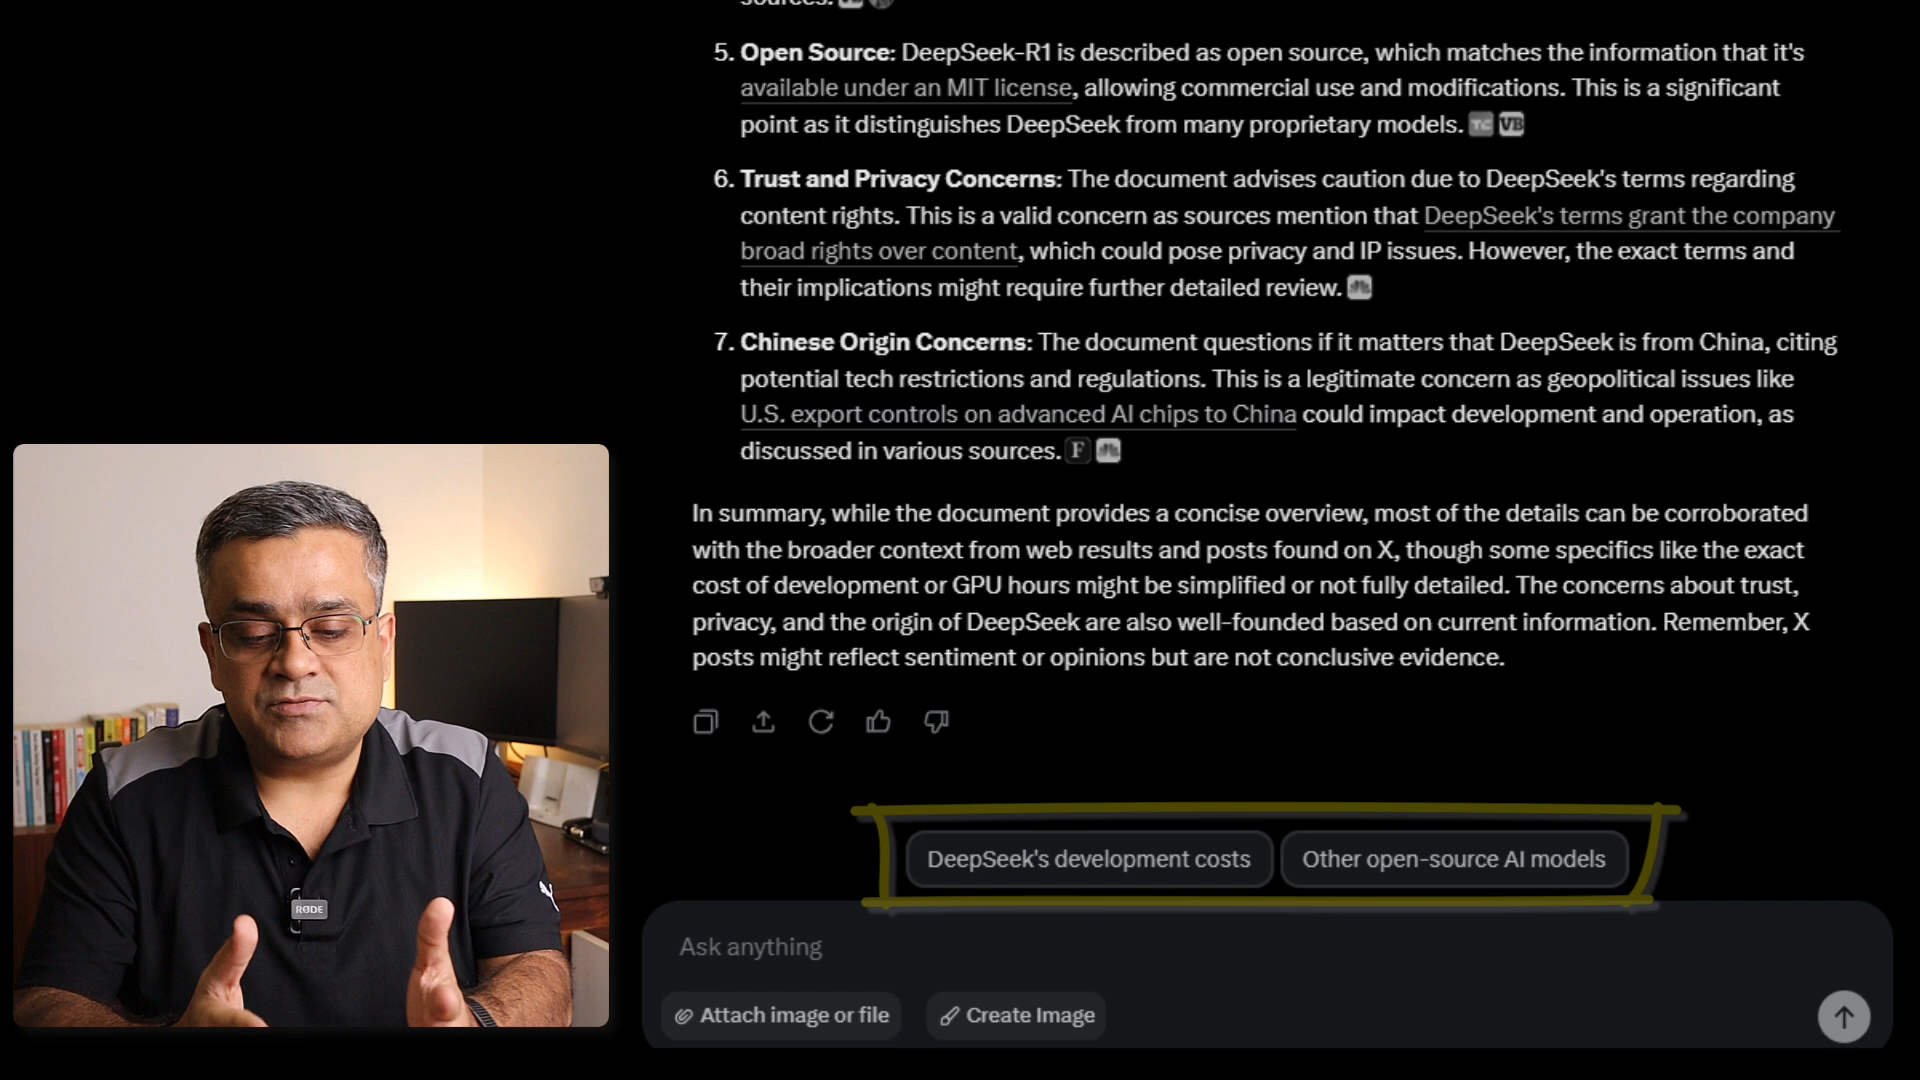 sources.
5. Open Source: DeepSeek-R1 is described as open source, which matches the information that it's
available under an MIT license, allowing commercial use and modifications. This is a significant
point as it distinguishes DeepSeek from many proprietary models. TC VB
6. Trust and Privacy Concerns: The document advises caution due to DeepSeek's terms regarding
content rights. This is a valid concern as sources mention that DeepSeek's terms grant the company
broad rights over content, which could pose privacy and IP issues. However, the exact terms and
their implications might require further detailed review.
7. Chinese Origin Concerns: The document questions if it matters that DeepSeek is from China, citing
potential tech restrictions and regulations. This is a legitimate concern as geopolitical issues like
U.S. export controls on advanced AI chips to China could impact development and operation, as
discussed in various sources. F
In summary, while the document provides a concise overview, most of the details can be corroborated
with the broader context from web results and posts found on X, though some specifics like the exact
cost of development or GPU hours might be simplified or not fully detailed. The concerns about trust,
privacy, and the origin of DeepSeek are also well-founded based on current information. Remember, X
posts might reflect sentiment or opinions but are not conclusive evidence.
DeepSeek's development costs
Other open-source AI models
Ask anything
Attach image or file
Create Image
RØDE